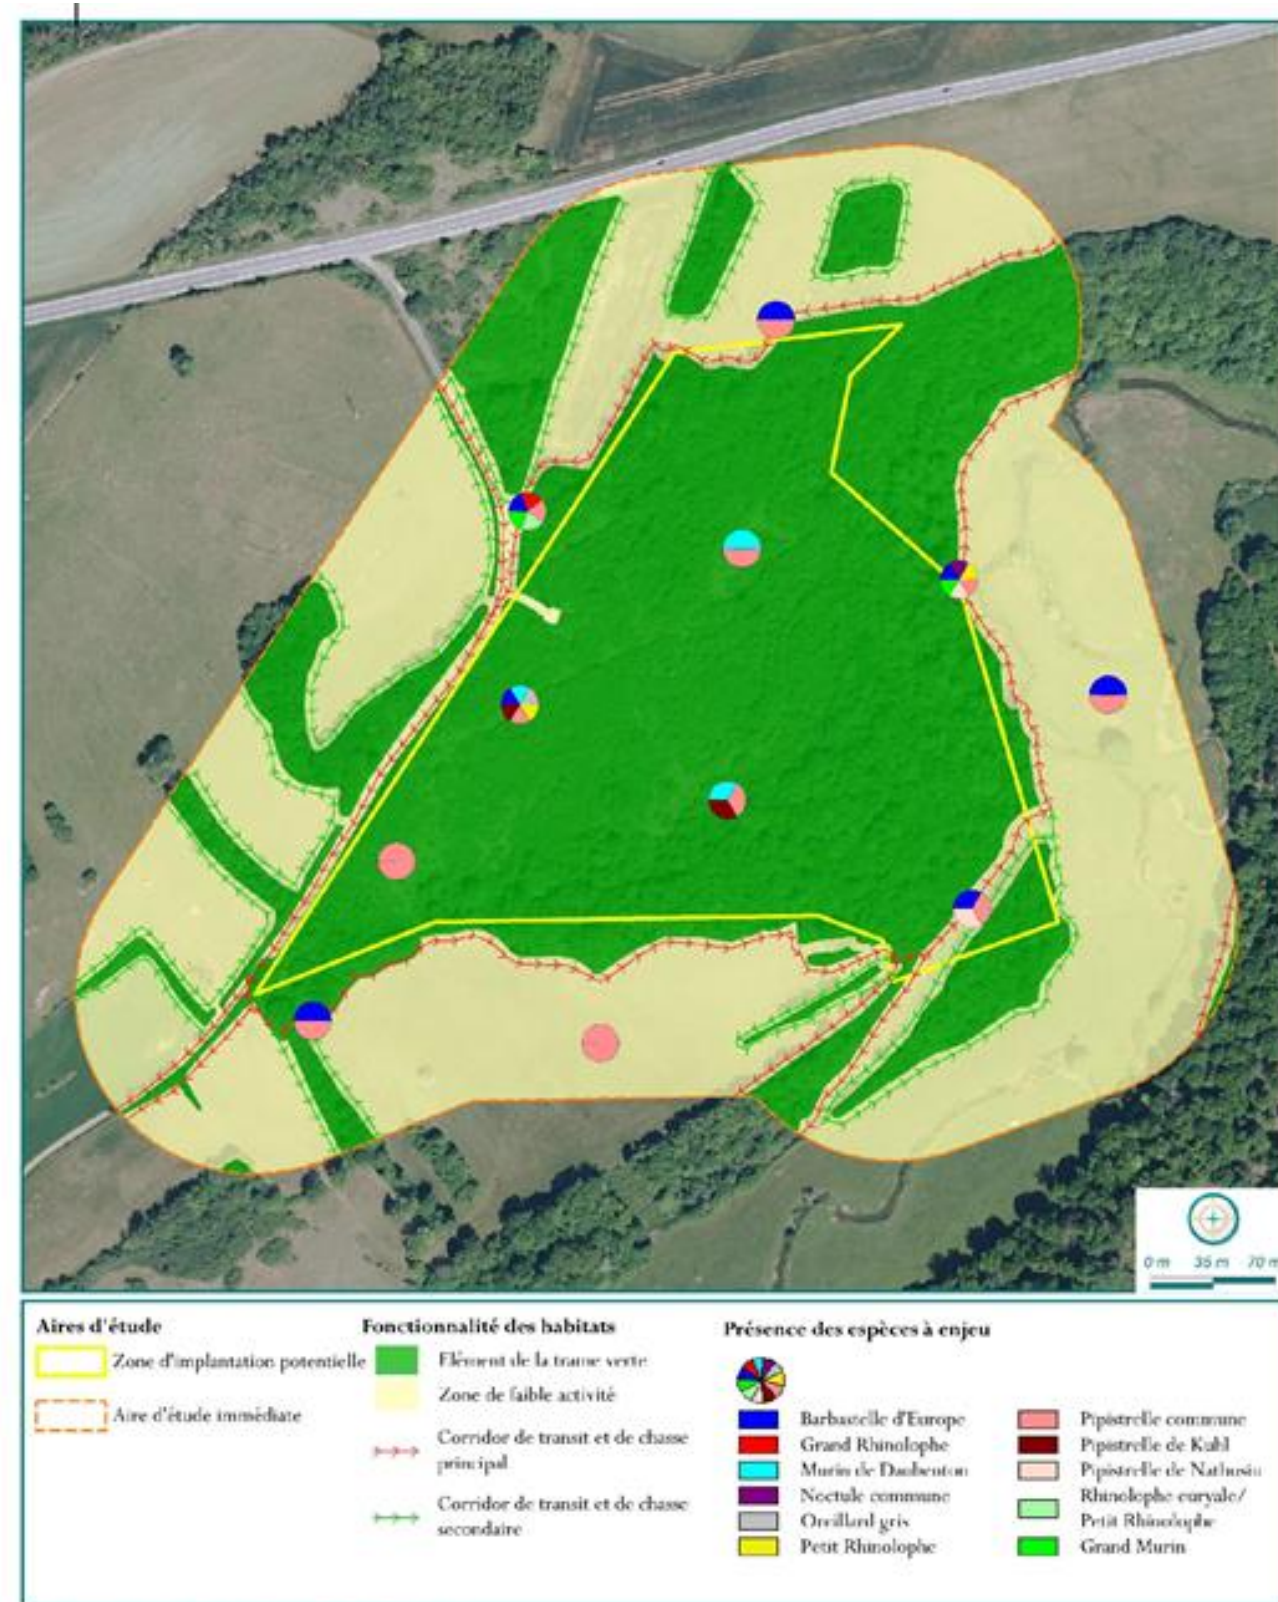 0 m 35 m 70 m
Aires d'étude
Zone d'implantation potentielle
Aire d'étude immédiate
Fonctionnalité des habitats
Elément de la trame verte
Zone de faible activité
Corridor de transit et de chasse
principal
Corridor de transit et de chasse
secondaire
Présence des espèces à enjeu
Barbastelle d'Europe
Grand Rhinolophe
Murin de Daubenton
Noctule commune
Oreillard gris
Petit Rhinolophe
Pipistrelle commune
Pipistrelle de Kuhl
Pipistrelle de Nathusiu
Rhinolophe euryale/
Petit Rhinolophe
Grand Murin